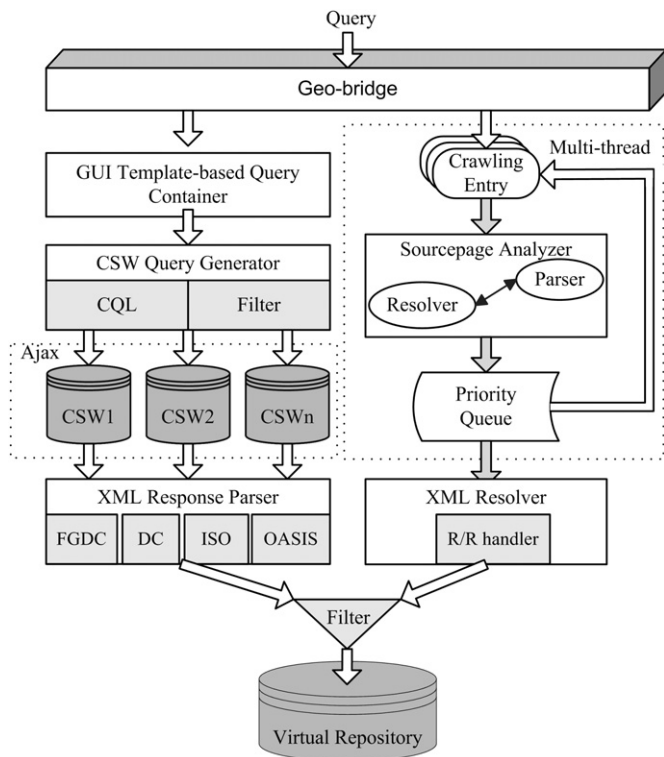 Query
Geo-bridge
GUI Template-based Query
Container
CSW Query Generator
CQL
Filter
Ajax
CSW1
CSW2
CSWn
XML Response Parser
FGDC
DC
ISO
OASIS
Multi-thread
Crawling
Entry
Sourcepage Analyzer
Resolver
Parser
Priority
Queue
XML Resolver
R/R handler
Filter
Virtual Repository